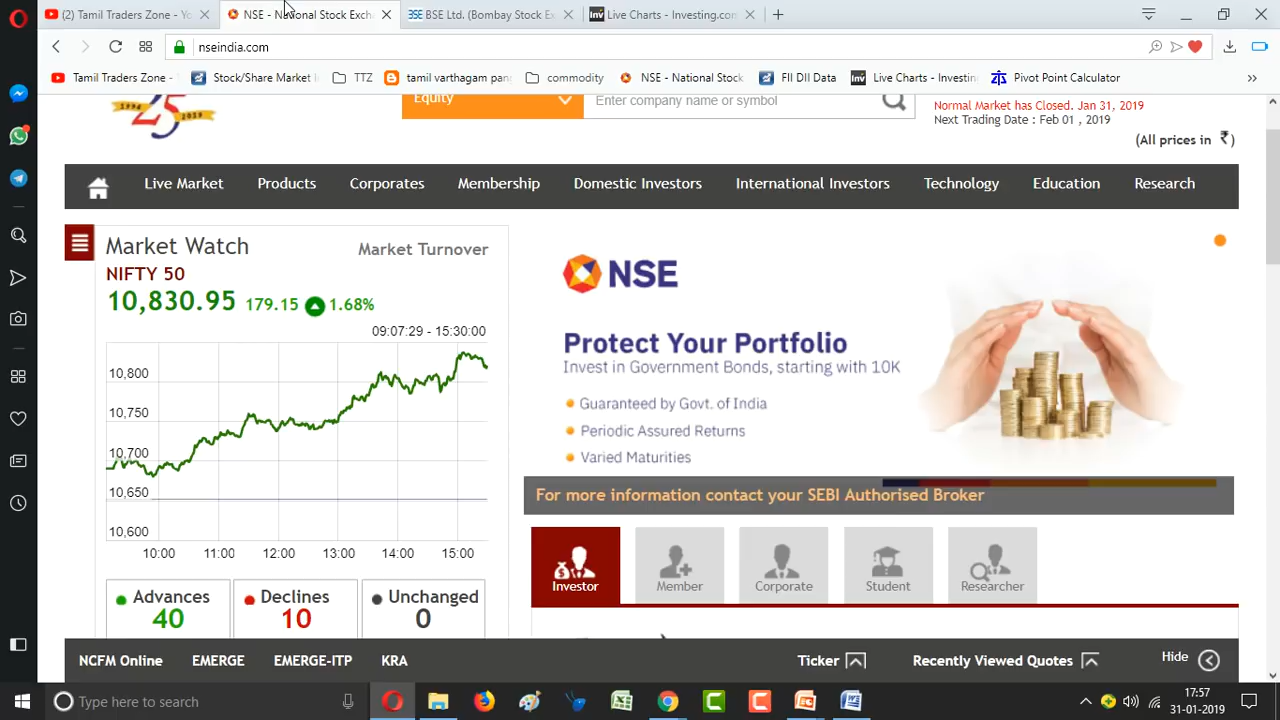 (2) Tamil Traders Zone - Yo
NSE - National Stock Excha
BSE Ltd. (Bombay Stock Ex
Inv Live Charts - Investing.com
nseindia.com
Tamil Traders Zone -
Stock/Share Market
TTZ
tamil varthagam pan
commodity
NSE - National Stock
FII DII Data
Inv Live Charts - Investin
Pivot Point Calculator
1994 25 2019
Equity
Enter company name or symbol
Normal Market has Closed. Jan 31, 2019
Next Trading Date : Feb 01 , 2019
(All prices in ₹)
Live Market Products Corporates Membership Domestic Investors International Investors Technology Education Research
Market Watch
Market Turnover
NIFTY 50
10,830.95 179.15 1.68%
09:07:29 - 15:30:00
10,800
10,750
10,700
10,650
10,600
10:00 11:00 12:00 13:00 14:00 15:00
Advances
40
Declines
10
Unchanged
0
NSE
Protect Your Portfolio
Invest in Government Bonds, starting with 10K
Guaranteed by Govt. of India
Periodic Assured Returns
Varied Maturities
For more information contact your SEBI Authorised Broker
Investor Member Corporate Student Researcher
NCFM Online EMERGE EMERGE-ITP KRA Ticker Recently Viewed Quotes Hide
Type here to search
17:57
31-01-2019